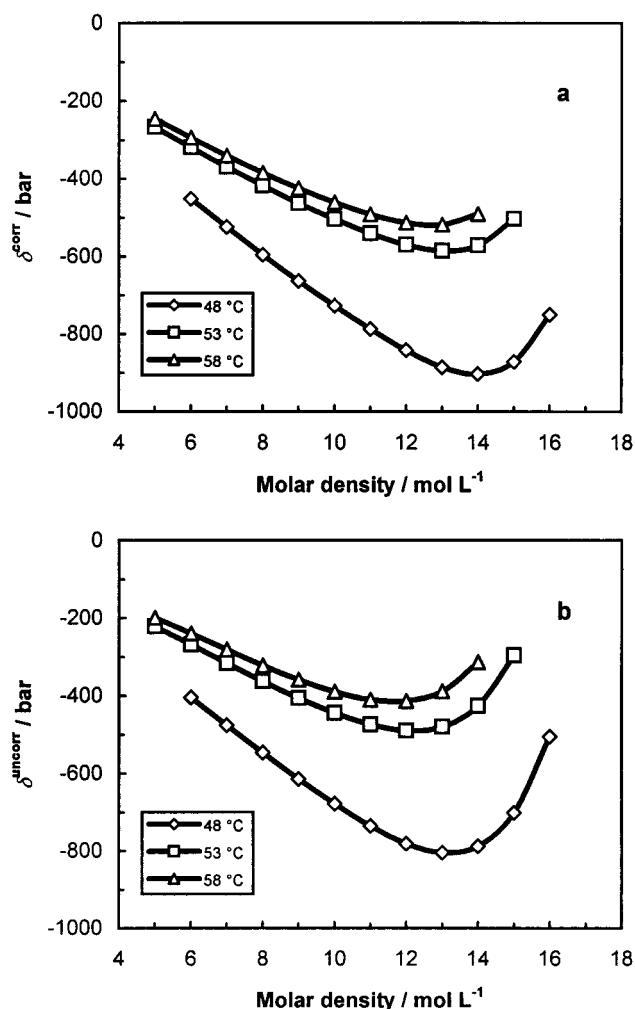 0
-200
-400
-600
-800
-1000
δ^corr / bar
a
48 °C
53 °C
58 °C
4 6 8 10 12 14 16 18
Molar density / mol L⁻¹
0
-200
-400
-600
-800
-1000
δ^uncorr / bar
b
48 °C
53 °C
58 °C
4 6 8 10 12 14 16 18
Molar density / mol L⁻¹